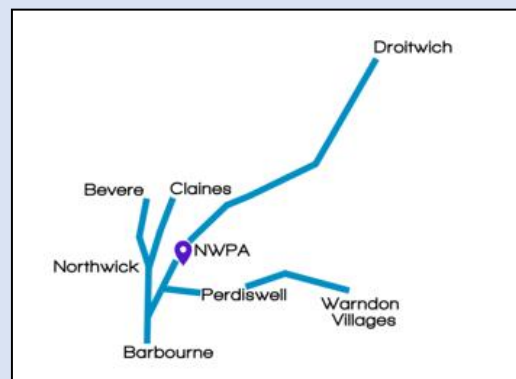 Droitwich
Bevere
Claines
NWPA
Northwick
Perdiswell
Warndon
Villages
Barbourne